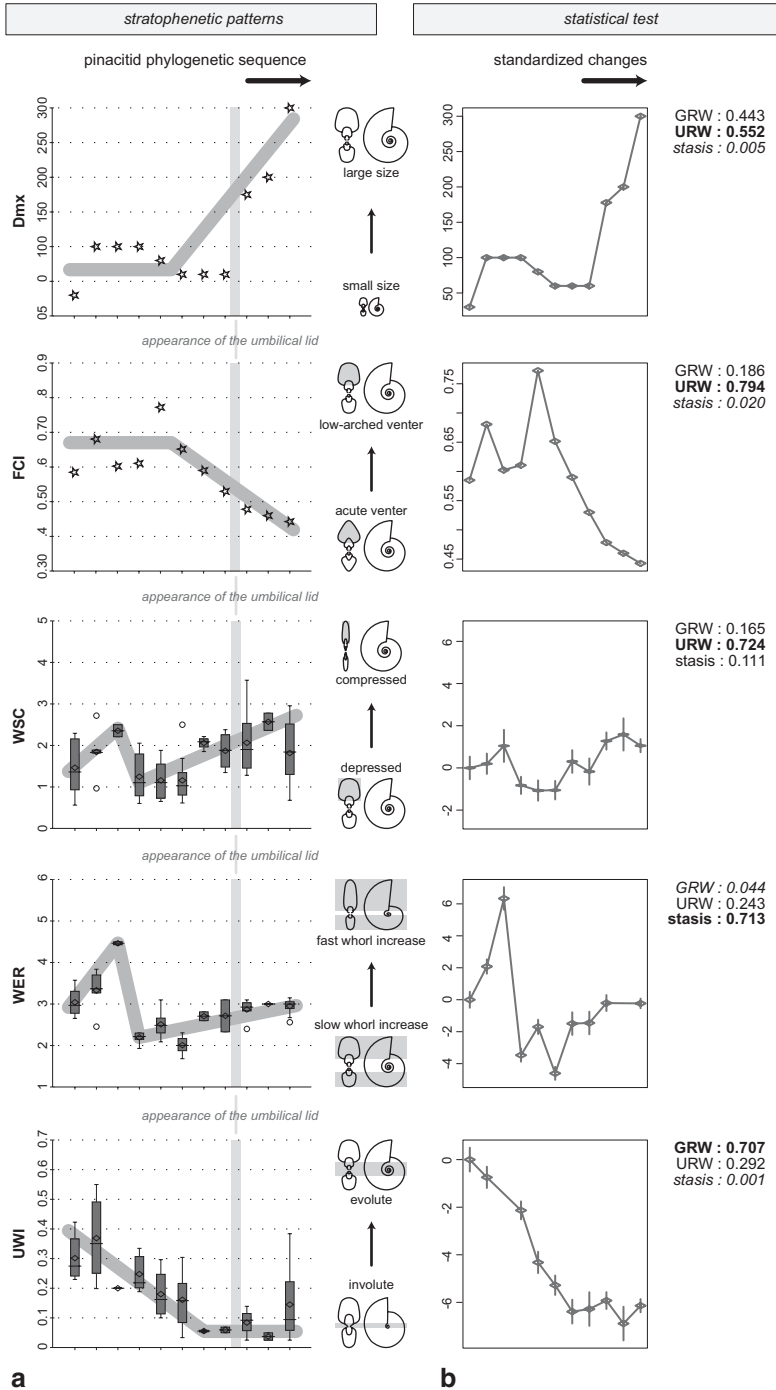 stratophenetic patterns
statistical test
pinacitid phylogenetic sequence
standardized changes
Dmx
300
250
200
150
100
0
05
large size
small size
300
250
200
150
100
50
GRW : 0.443
URW : 0.552
stasis : 0.005
appearance of the umbilical lid
FCI
0.9
0.8
0.70
0.6
0.50
0.4
0.30
low-arched venter
acute venter
0.75
0.65
0.55
0.45
GRW : 0.186
URW : 0.794
stasis : 0.020
appearance of the umbilical lid
WSC
5
4
3
2
1
0
compressed
depressed
6
4
2
0
-2
GRW : 0.165
URW : 0.724
stasis : 0.111
appearance of the umbilical lid
WER
6
5
4
3
2
1
fast whorl increase
slow whorl increase
6
4
2
0
-2
-4
GRW : 0.044
URW : 0.243
stasis : 0.713
appearance of the umbilical lid
UWI
0.7
0.6
0.5
0.4
0.3
0.2
0.1
0
evolute
involute
0
-2
-4
-6
GRW : 0.707
URW : 0.292
stasis : 0.001
a
b